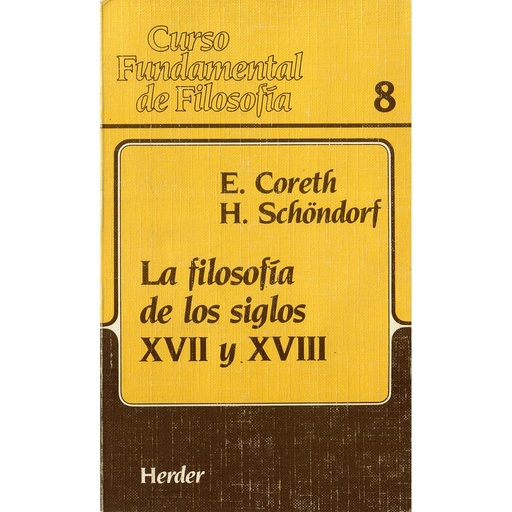 Curso
Fundamental
de Filosofía
8
E. Coreth
H. Schöndorf
La filosofía
de los siglos
XVII y XVIII
Herder